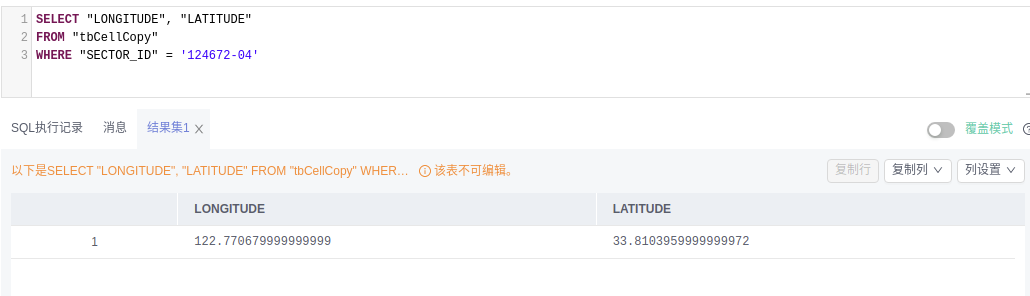 1 SELECT "LONGITUDE", "LATITUDE"
2 FROM "tbCellCopy"
3 WHERE "SECTOR_ID" = '124672-04'
SQL执行记录 消息 结果集1 覆盖模式
以下是SELECT "LONGITUDE", "LATITUDE" FROM "tbCellCopy" WHER... 该表不可编辑。 复制行 复制列 列设置
LONGITUDE LATITUDE
1 122.770679999999999 33.8103959999999972